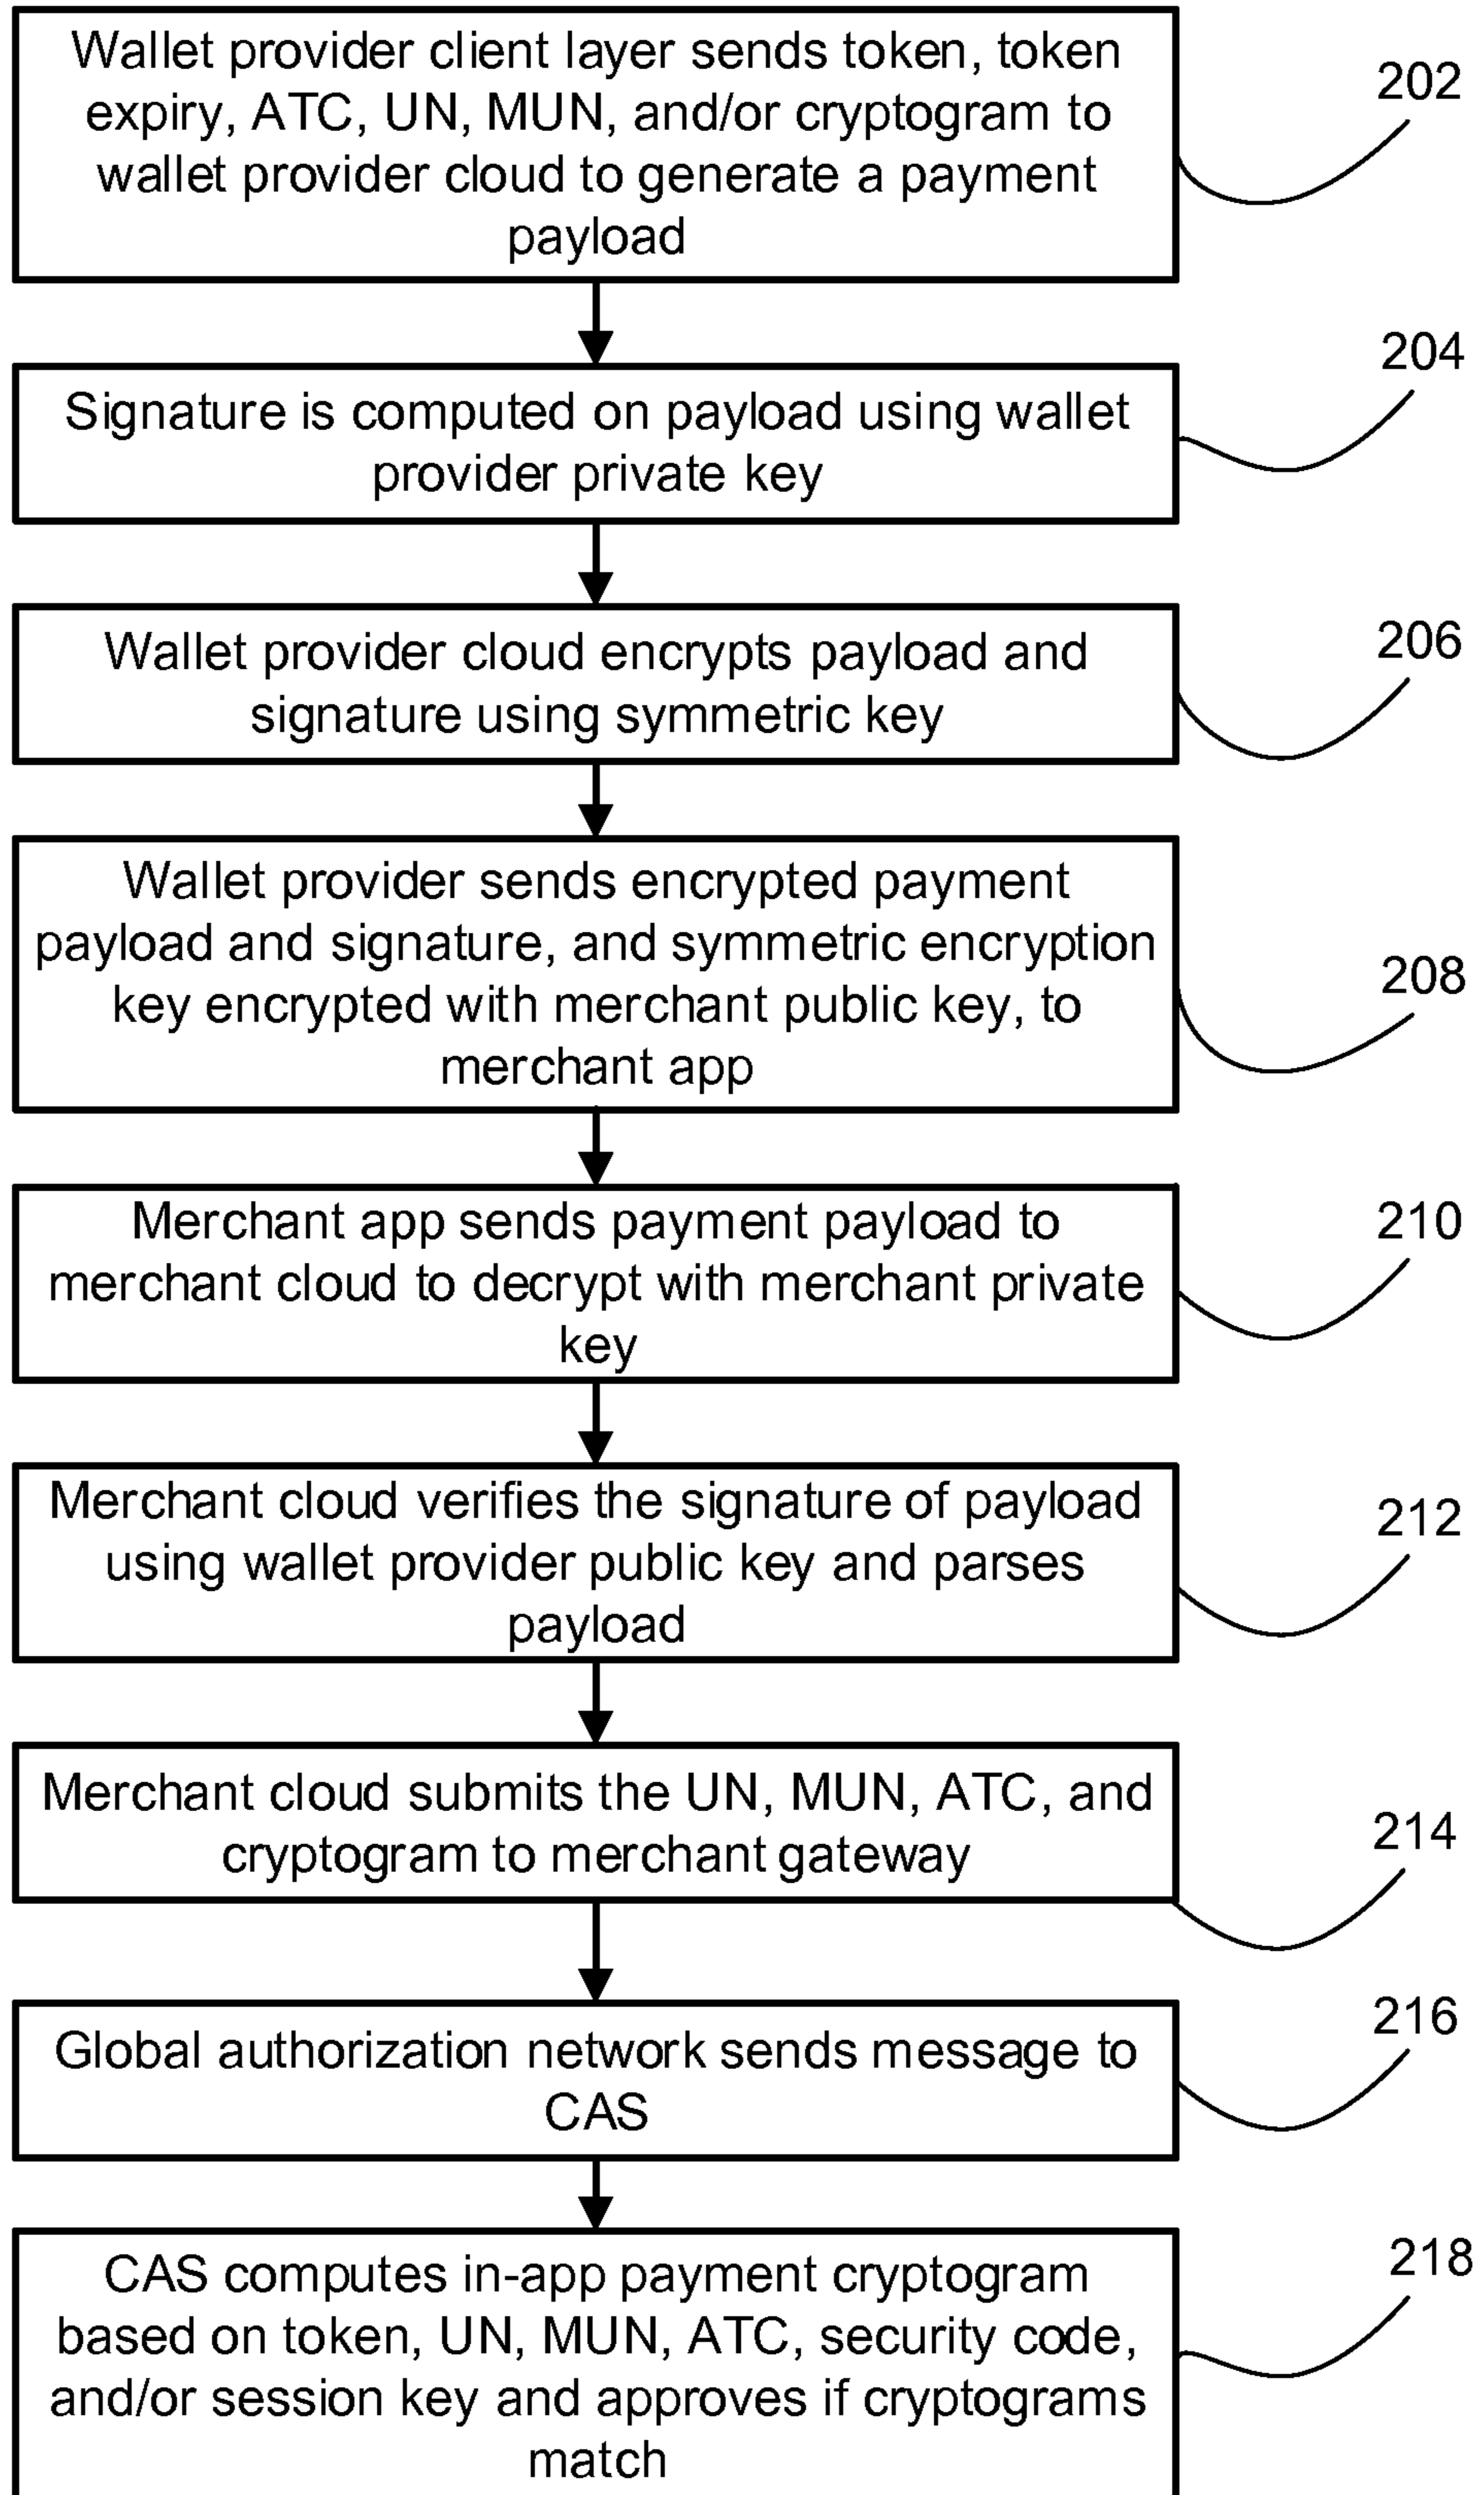 Wallet provider client layer sends token, token
expiry, ATC, UN, MUN, and/or cryptogram to
wallet provider cloud to generate a payment
payload
202
Signature is computed on payload using wallet
provider private key
204
Wallet provider cloud encrypts payload and
signature using symmetric key
206
Wallet provider sends encrypted payment
payload and signature, and symmetric encryption
key encrypted with merchant public key, to
merchant app
208
Merchant app sends payment payload to
merchant cloud to decrypt with merchant private
key
210
Merchant cloud verifies the signature of payload
using wallet provider public key and parses
payload
212
Merchant cloud submits the UN, MUN, ATC, and
cryptogram to merchant gateway
214
Global authorization network sends message to
CAS
216
CAS computes in-app payment cryptogram
based on token, UN, MUN, ATC, security code,
and/or session key and approves if cryptograms
match
218